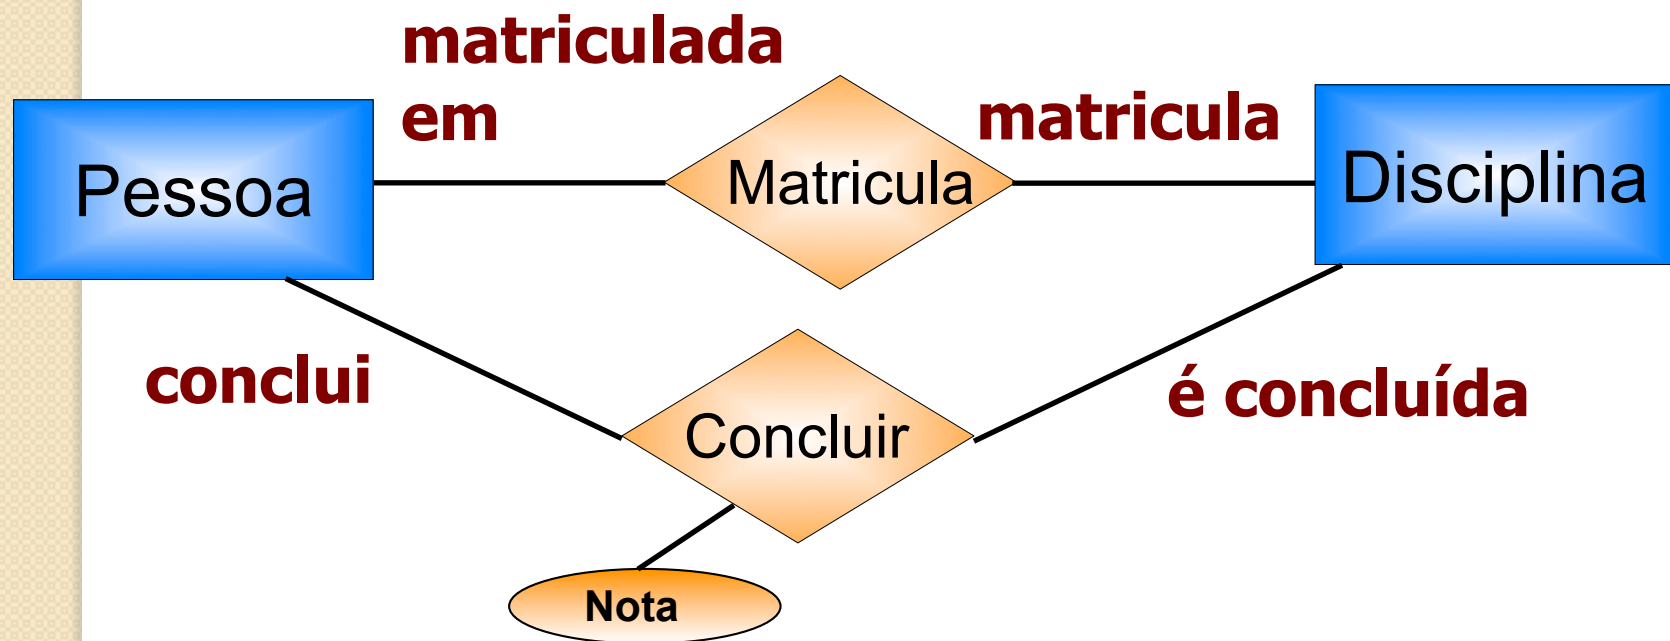 matriculada
em
matricula
Pessoa
Matricula
Disciplina
conclui
é concluída
Concluir
Nota